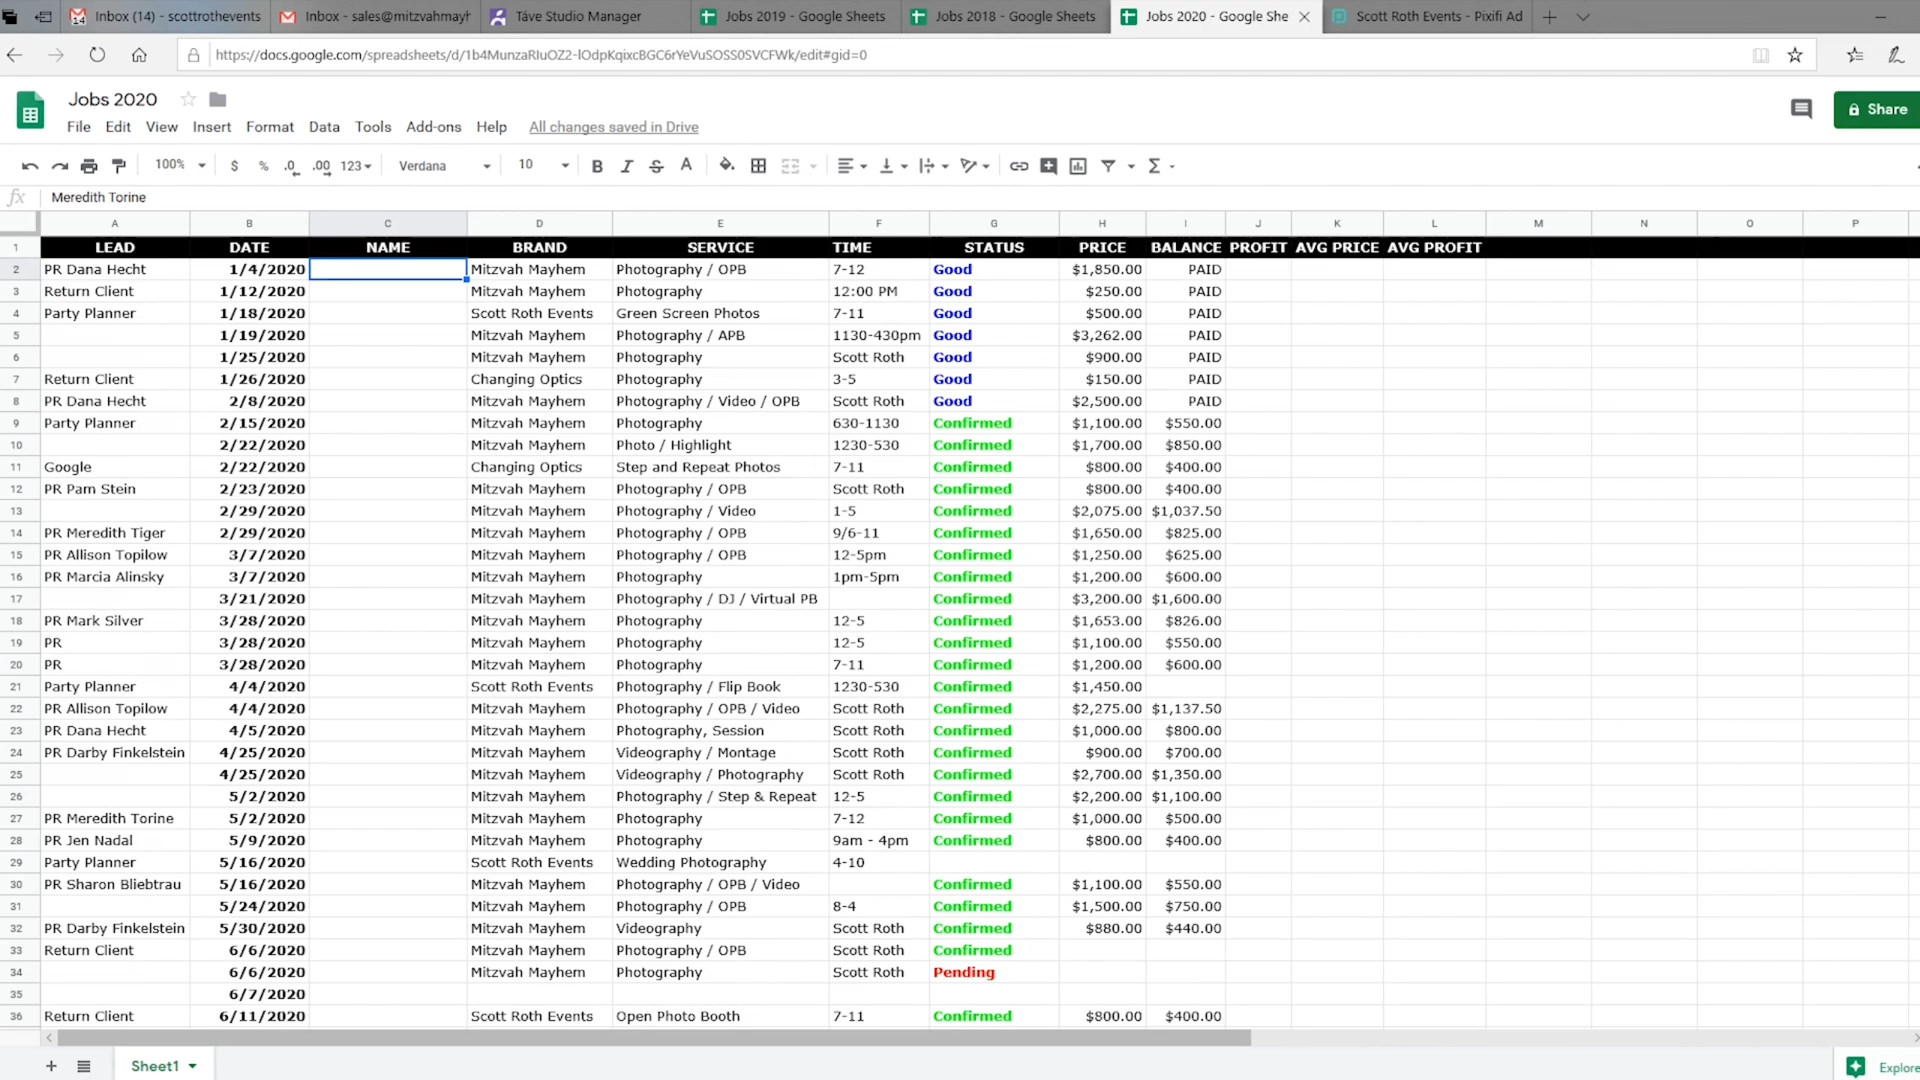 Inbox (14) - scottrothevents Inbox - sales@mitzvahmayh Táve Studio Manager Jobs 2019 - Google Sheets Jobs 2018 - Google Sheets Jobs 2020 - Google She Scott Roth Events - Pixifi Ad
https://docs.google.com/spreadsheets/d/1b4MunzaRIuOZ2-lOdpKqixcBGC6rYeVuSOSS0SVCFWk/edit#gid=0
Jobs 2020
Share
File Edit View Insert Format Data Tools Add-ons Help All changes saved in Drive
100% $ % .0 .00 123 Verdana 10 B I S A
fx Meredith Torine
A B C D E F G H I J K L M N O P
1 LEAD DATE NAME BRAND SERVICE TIME STATUS PRICE BALANCE PROFIT AVG PRICE AVG PROFIT
2 PR Dana Hecht 1/4/2020 Mitzvah Mayhem Photography / OPB 7-12 Good $1,850.00 PAID
3 Return Client 1/12/2020 Mitzvah Mayhem Photography 12:00 PM Good $250.00 PAID
4 Party Planner 1/18/2020 Scott Roth Events Green Screen Photos 7-11 Good $500.00 PAID
5 1/19/2020 Mitzvah Mayhem Photography / APB 1130-430pm Good $3,262.00 PAID
6 1/25/2020 Mitzvah Mayhem Photography Scott Roth Good $900.00 PAID
7 Return Client 1/26/2020 Changing Optics Photography 3-5 Good $150.00 PAID
8 PR Dana Hecht 2/8/2020 Mitzvah Mayhem Photography / Video / OPB Scott Roth Good $2,500.00 PAID
9 Party Planner 2/15/2020 Mitzvah Mayhem Photography 630-1130 Confirmed $1,100.00 $550.00
10 2/22/2020 Mitzvah Mayhem Photo / Highlight 1230-530 Confirmed $1,700.00 $850.00
11 Google 2/22/2020 Changing Optics Step and Repeat Photos 7-11 Confirmed $800.00 $400.00
12 PR Pam Stein 2/23/2020 Mitzvah Mayhem Photography / OPB Scott Roth Confirmed $800.00 $400.00
13 2/29/2020 Mitzvah Mayhem Photography / Video 1-5 Confirmed $2,075.00 $1,037.50
14 PR Meredith Tiger 2/29/2020 Mitzvah Mayhem Photography / OPB 9/6-11 Confirmed $1,650.00 $825.00
15 PR Allison Topilow 3/7/2020 Mitzvah Mayhem Photography / OPB 12-5pm Confirmed $1,250.00 $625.00
16 PR Marcia Alinsky 3/7/2020 Mitzvah Mayhem Photography 1pm-5pm Confirmed $1,200.00 $600.00
17 3/21/2020 Mitzvah Mayhem Photography / DJ / Virtual PB Confirmed $3,200.00 $1,600.00
18 PR Mark Silver 3/28/2020 Mitzvah Mayhem Photography 12-5 Confirmed $1,653.00 $826.00
19 PR 3/28/2020 Mitzvah Mayhem Photography 12-5 Confirmed $1,100.00 $550.00
20 PR 3/28/2020 Mitzvah Mayhem Photography 7-11 Confirmed $1,200.00 $600.00
21 Party Planner 4/4/2020 Scott Roth Events Photography / Flip Book 1230-530 Confirmed $1,450.00
22 PR Allison Topilow 4/4/2020 Mitzvah Mayhem Photography / OPB / Video Scott Roth Confirmed $2,275.00 $1,137.50
23 PR Dana Hecht 4/5/2020 Mitzvah Mayhem Photography, Session Scott Roth Confirmed $1,000.00 $800.00
24 PR Darby Finkelstein 4/25/2020 Mitzvah Mayhem Videography / Montage Scott Roth Confirmed $900.00 $700.00
25 4/25/2020 Mitzvah Mayhem Videography / Photography Scott Roth Confirmed $2,700.00 $1,350.00
26 5/2/2020 Mitzvah Mayhem Photography / Step & Repeat 12-5 Confirmed $2,200.00 $1,100.00
27 PR Meredith Torine 5/2/2020 Mitzvah Mayhem Photography 7-12 Confirmed $1,000.00 $500.00
28 PR Jen Nadal 5/9/2020 Mitzvah Mayhem Photography 9am - 4pm Confirmed $800.00 $400.00
29 Party Planner 5/16/2020 Scott Roth Events Wedding Photography 4-10
30 PR Sharon Bliebtrau 5/16/2020 Mitzvah Mayhem Photography / OPB / Video Confirmed $1,100.00 $550.00
31 5/24/2020 Mitzvah Mayhem Photography / OPB 8-4 Confirmed $1,500.00 $750.00
32 PR Darby Finkelstein 5/30/2020 Mitzvah Mayhem Videography Scott Roth Confirmed $880.00 $440.00
33 Return Client 6/6/2020 Mitzvah Mayhem Photography / OPB Scott Roth Confirmed
34 6/6/2020 Mitzvah Mayhem Photography Scott Roth Pending
35 6/7/2020
36 Return Client 6/11/2020 Scott Roth Events Open Photo Booth 7-11 Confirmed $800.00 $400.00
Sheet1 Explore